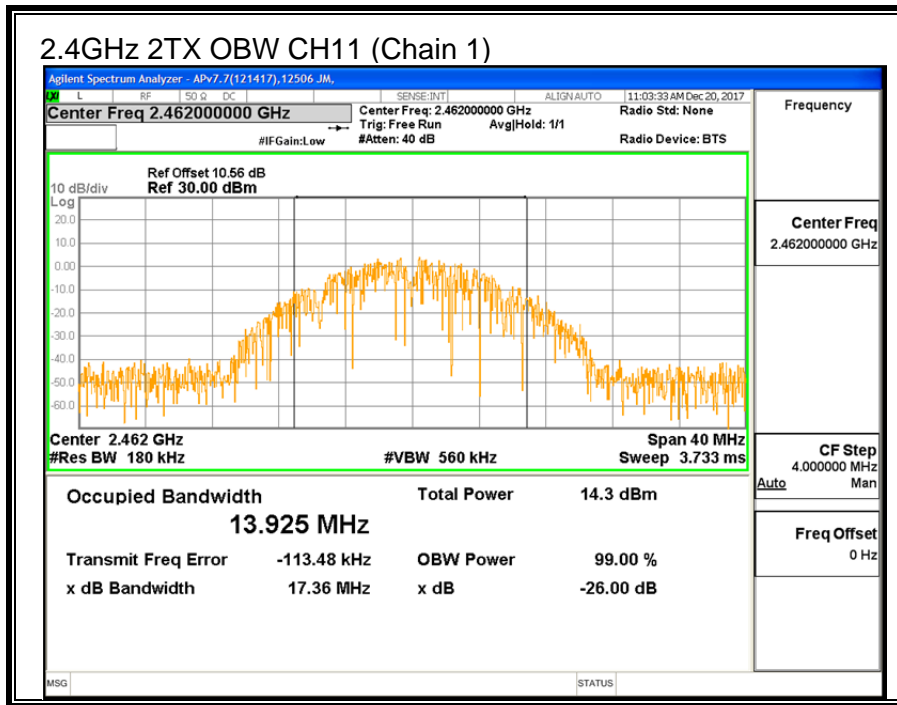 2.4GHz 2TX OBW CH11 (Chain 1)
Agilent Spectrum Analyzer - APv7.7(121417),12506 JM,
LXI L RF 50 Ω DC SENSE:INT ALIGN AUTO 11:03:33 AM Dec 20, 2017
Center Freq 2.462000000 GHz
Center Freq: 2.462000000 GHz
Radio Std: None
Trig: Free Run Avg|Hold: 1/1
#IFGain:Low
#Atten: 40 dB
Radio Device: BTS
Ref Offset 10.56 dB
10 dB/div Ref 30.00 dBm
Log
20.0
10.0
0.00
-10.0
-20.0
-30.0
-40.0
-50.0
-60.0
Center 2.462 GHz
Span 40 MHz
#Res BW 180 kHz
#VBW 560 kHz
Sweep 3.733 ms
Occupied Bandwidth
Total Power 14.3 dBm
13.925 MHz
Transmit Freq Error -113.48 kHz
OBW Power 99.00 %
x dB Bandwidth 17.36 MHz
x dB -26.00 dB
Frequency
Center Freq
2.462000000 GHz
CF Step
4.000000 MHz
Auto Man
Freq Offset
0 Hz
MSG
STATUS